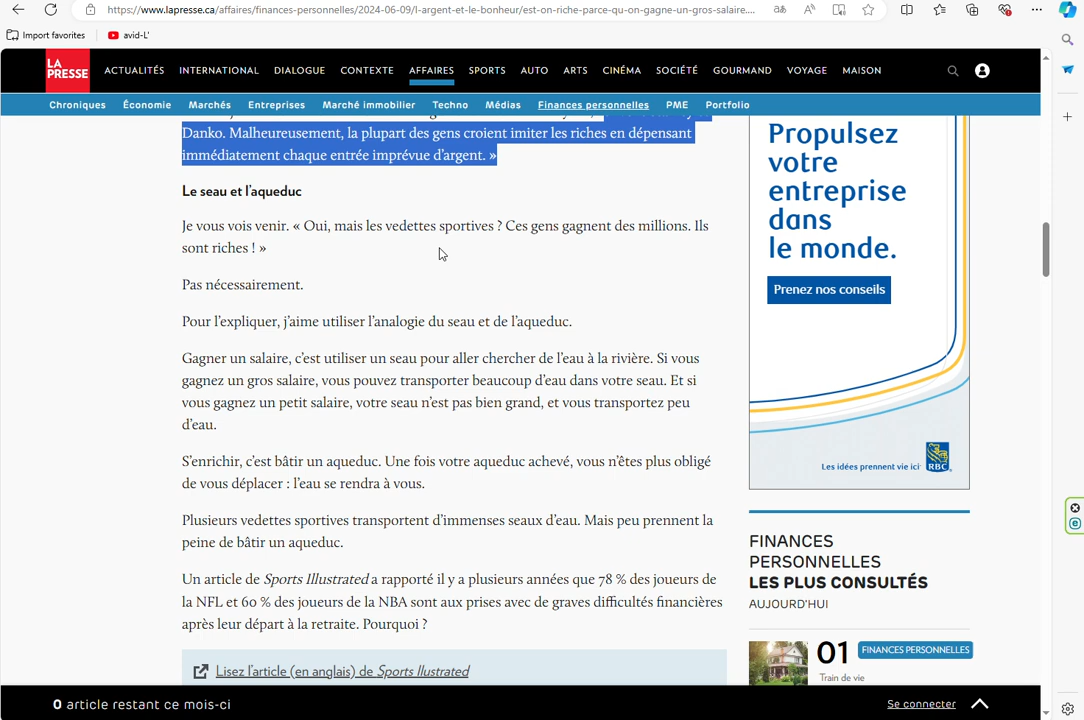 https://www.lapresse.ca/affaires/finances-personnelles/2024-06-09/l-argent-et-le-bonheur/est-on-riche-parce-qu-on-gagne-un-gros-salaire....
Import favorites
avid-L'
LA PRESSE
ACTUALITÉS INTERNATIONAL DIALOGUE CONTEXTE AFFAIRES SPORTS AUTO ARTS CINÉMA SOCIÉTÉ GOURMAND VOYAGE MAISON
Chroniques Économie Marchés Entreprises Marché immobilier Techno Médias Finances personnelles PME Portfolio
Danko. Malheureusement, la plupart des gens croient imiter les riches en dépensant
immédiatement chaque entrée imprévue d'argent. »
Le seau et l'aqueduc
Je vous vois venir. « Oui, mais les vedettes sportives ? Ces gens gagnent des millions. Ils
sont riches ! »
Pas nécessairement.
Pour l'expliquer, j'aime utiliser l'analogie du seau et de l'aqueduc.
Gagner un salaire, c'est utiliser un seau pour aller chercher de l'eau à la rivière. Si vous
gagnez un gros salaire, vous pouvez transporter beaucoup d'eau dans votre seau. Et si
vous gagnez un petit salaire, votre seau n'est pas bien grand, et vous transportez peu
d'eau.
S'enrichir, c'est bâtir un aqueduc. Une fois votre aqueduc achevé, vous n'êtes plus obligé
de vous déplacer : l'eau se rendra à vous.
Plusieurs vedettes sportives transportent d'immenses seaux d'eau. Mais peu prennent la
peine de bâtir un aqueduc.
Un article de Sports Illustrated a rapporté il y a plusieurs années que 78 % des joueurs de
la NFL et 60 % des joueurs de la NBA sont aux prises avec de graves difficultés financières
après leur départ à la retraite. Pourquoi ?
Lisez l'article (en anglais) de Sports Ilustrated
Propulsez
votre
entreprise
dans
le monde.
Prenez nos conseils
Les idées prennent vie ici
RBC
FINANCES
PERSONNELLES
LES PLUS CONSULTÉS
AUJOURD'HUI
01 FINANCES PERSONNELLES
Train de vie
0 article restant ce mois-ci
Se connecter